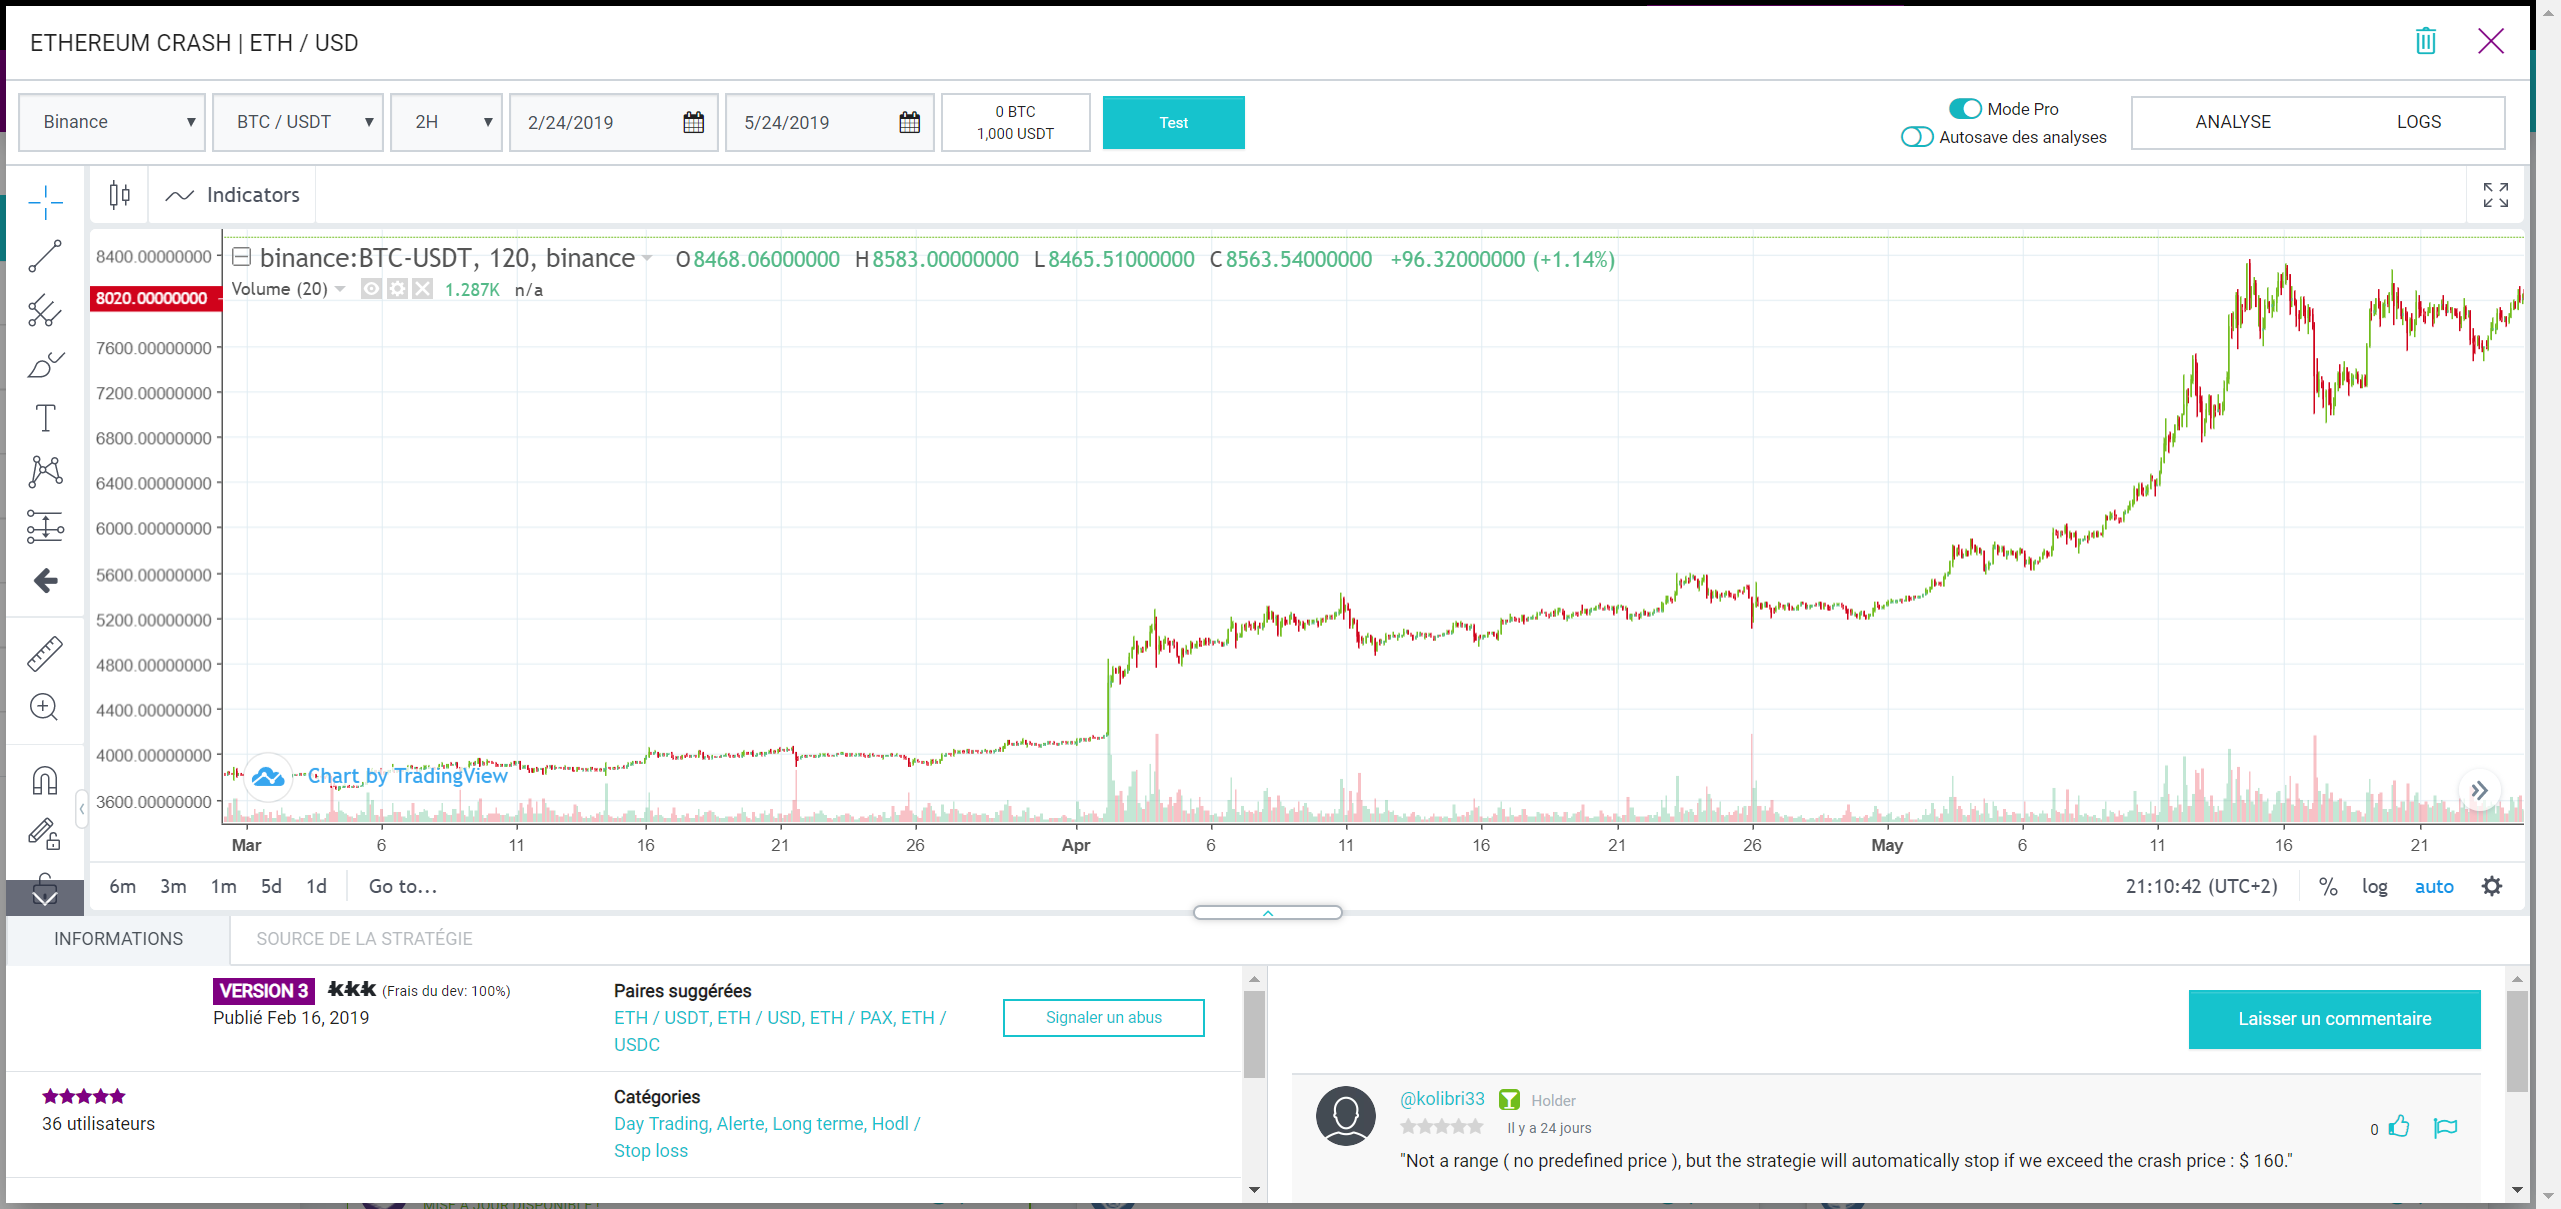 ETHEREUM CRASH | ETH / USD
Binance
BTC / USDT
2H
2/24/2019
5/24/2019
0 BTC
1,000 USDT
Test
Mode Pro
Autosave des analyses
ANALYSE
LOGS
Indicators
binance:BTC-USDT, 120, binance O 8468.06000000 H 8583.00000000 L 8465.51000000 C 8563.54000000 +96.32000000 (+1.14%)
Volume (20) 1.287K n/a
8400.00000000
8020.00000000
7600.00000000
7200.00000000
6800.00000000
6400.00000000
6000.00000000
5600.00000000
5200.00000000
4800.00000000
4400.00000000
4000.00000000
3600.00000000
Chart by TradingView
Mar 6 11 16 21 26 Apr 6 11 16 21 26 May 6 11 16 21
6m 3m 1m 5d 1d Go to...
21:10:42 (UTC+2) % log auto
INFORMATIONS
SOURCE DE LA STRATÉGIE
VERSION 3 (Frais du dev: 100%)
Publié Feb 16, 2019
Paires suggérées
ETH / USDT, ETH / USD, ETH / PAX, ETH /
USDC
Signaler un abus
36 utilisateurs
Catégories
Day Trading, Alerte, Long terme, Hodl /
Stop loss
Laisser un commentaire
@kolibri33 Holder
Il y a 24 jours
0
"Not a range ( no predefined price ), but the strategie will automatically stop if we exceed the crash price : $ 160."